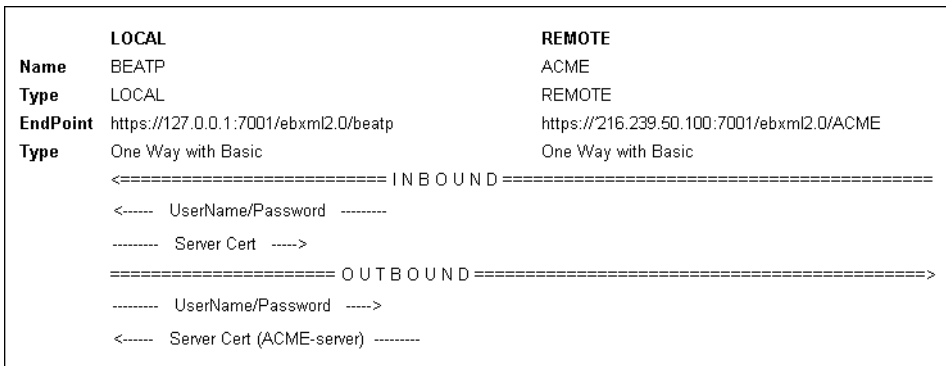 LOCAL REMOTE
Name BEATP ACME
Type LOCAL REMOTE
EndPoint https://127.0.0.1:7001/ebxml2.0/beatp https://'216.239.50.100:7001/ebxml2.0/ACME
Type One Way with Basic One Way with Basic
<========================== I N B O U N D ==========================================
<------ UserName/Password ---------
--------- Server Cert ----->
====================== O U T B O U N D ============================================>
--------- UserName/Password ----->
<------ Server Cert (ACME-server) ---------